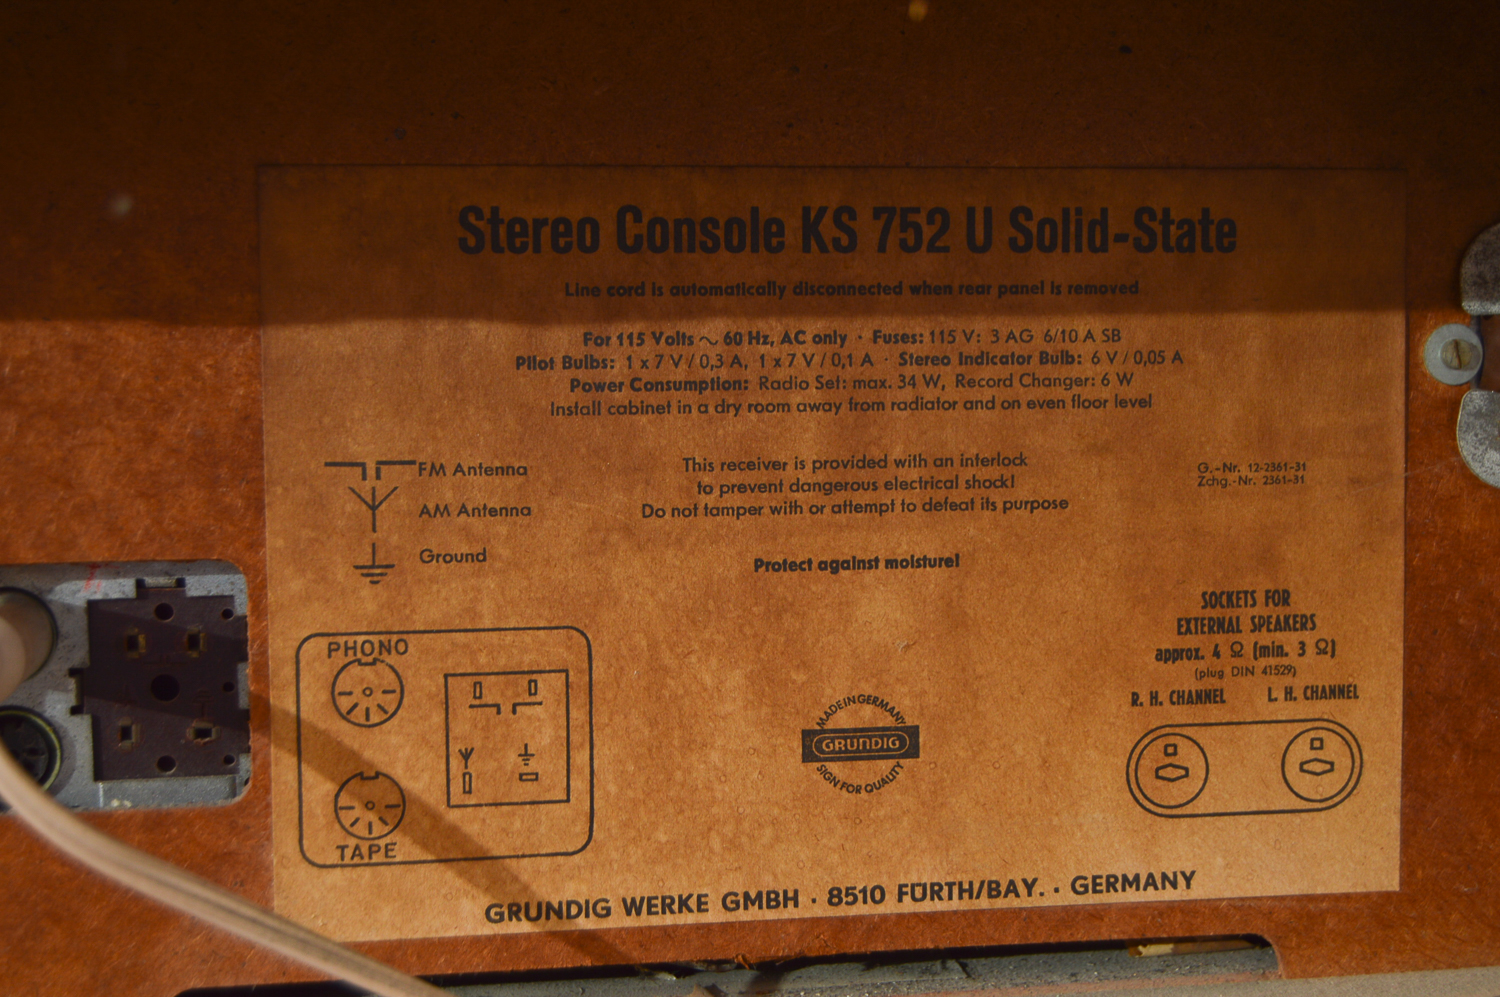 Stereo Console KS 752 U Solid-State
Line cord is automatically disconnected when rear panel is removed
For 115 Volts ~ 60 Hz, AC only · Fuses: 115 V: 3 AG 6/10 A SB
Pilot Bulbs: 1 x 7 V / 0,3 A, 1 x 7 V / 0,1 A · Stereo Indicator Bulb: 6 V / 0,05 A
Power Consumption: Radio Set: max. 34 W, Record Changer: 6 W
Install cabinet in a dry room away from radiator and on even floor level
FM Antenna
AM Antenna
Ground
This receiver is provided with an interlock
to prevent dangerous electrical shock!
Do not tamper with or attempt to defeat its purpose
Protect against moisture!
G.-Nr. 12-2361-31
Zchg.-Nr. 2361-31
PHONO
TAPE
MADE IN GERMANY
GRUNDIG
SIGN FOR QUALITY
SOCKETS FOR
EXTERNAL SPEAKERS
approx. 4 Ω (min. 3 Ω)
(plug DIN 41529)
R. H. CHANNEL L. H. CHANNEL
GRUNDIG WERKE GMBH · 8510 FÜRTH/BAY. · GERMANY